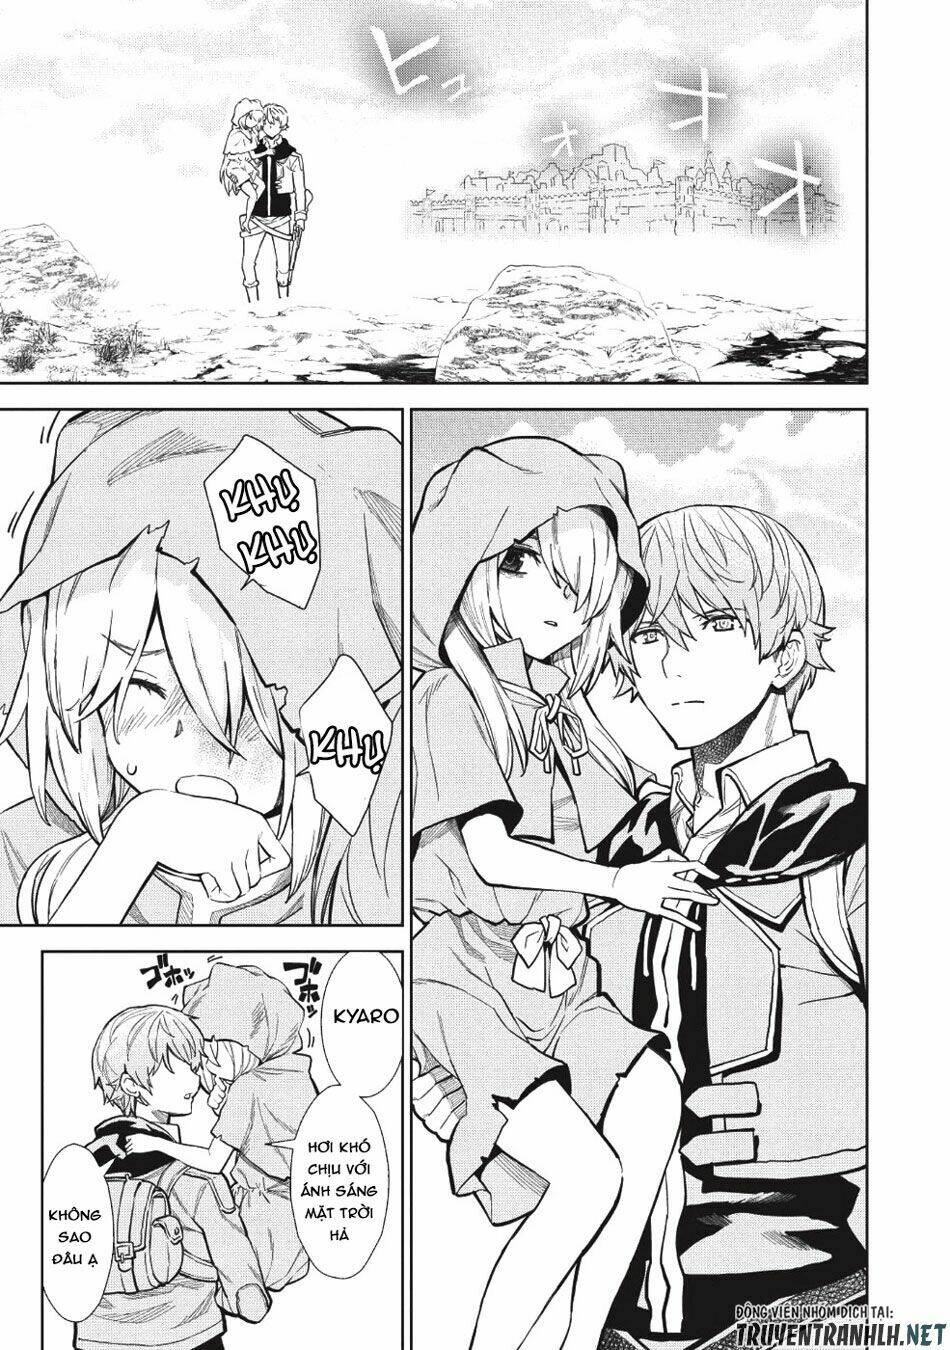 ヒュオオオ
KHỤ
KHỤ
KHỤ
ゴホッ
ゴホッ
KYARO
HƠI KHÓ
CHỊU VỚI
ÁNH SÁNG
MẶT TRỜI
HẢ
KHÔNG
SAO
ĐÂU Ạ
ĐỘNG VIÊN NHÓM DỊCH TẠI:
TRUYENTRANHLH.NET